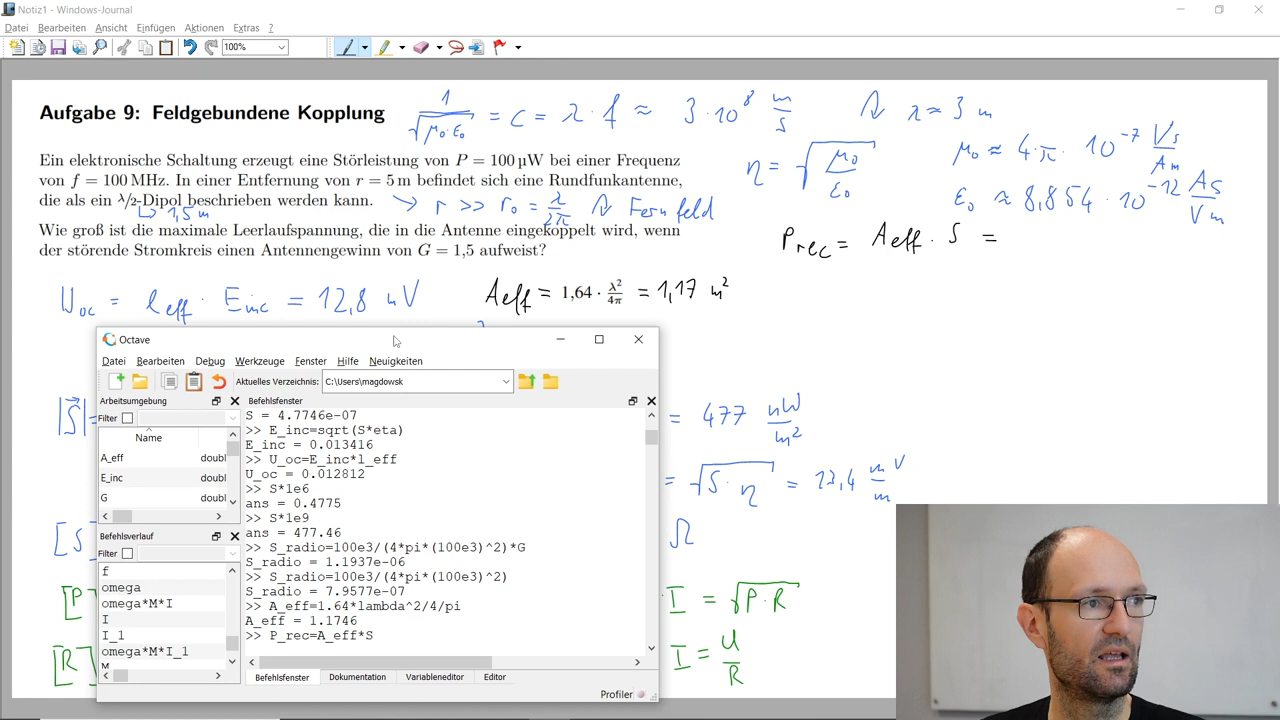 Notiz1 - Windows-Journal
Datei Bearbeiten Ansicht Einfügen Aktionen Extras ?
100%
Aufgabe 9: Feldgebundene Kopplung
1/√(μ₀·ε₀) = c = λ·f ≈ 3·10⁸ m/s ↷ λ ≈ 3 m
η = √(μ₀/ε₀)
μ₀ ≈ 4·π·10⁻⁷ Vs/Am
ε₀ ≈ 8,854·10⁻¹² As/Vm
Ein elektronische Schaltung erzeugt eine Störleistung von P = 100 µW bei einer Frequenz
von f = 100 MHz. In einer Entfernung von r = 5 m befindet sich eine Rundfunkantenne,
die als ein λ/2-Dipol beschrieben werden kann.
↳ 1,5 m
→ r >> r₀ = λ/2π ↷ Fernfeld
Wie groß ist die maximale Leerlaufspannung, die in die Antenne eingekoppelt wird, wenn
der störende Stromkreis einen Antennengewinn von G = 1,5 aufweist?
Prec = Aeff · S =
Uoc = leff · Einc = 12,8 mV
Aeff = 1,64 · λ²/4π = 1,17 m²
Octave
Datei Bearbeiten Debug Werkzeuge Fenster Hilfe Neuigkeiten
Aktuelles Verzeichnis: C:\Users\magdowsk
Arbeitsumgebung
Filter
Name
A_eff doubl
E_inc doubl
G doubl
Befehlsverlauf
Filter
f
omega
omega*M*I
I
I_1
omega*M*I_1
M
Befehlsfenster
S = 4.7746e-07
>> E_inc=sqrt(S*eta)
E_inc = 0.013416
>> U_oc=E_inc*l_eff
U_oc = 0.012812
>> S*1e6
ans = 0.4775
>> S*1e9
ans = 477.46
>> S_radio=100e3/(4*pi*(100e3)^2)*G
S_radio = 1.1937e-06
>> S_radio=100e3/(4*pi*(100e3)^2)
S_radio = 7.9577e-07
>> A_eff=1.64*lambda^2/4/pi
A_eff = 1.1746
>> P_rec=A_eff*S
Befehlsfenster Dokumentation Variableneditor Editor
Profiler
|S⃗| =
= 477 nW/m²
= √(S·η) = 13,4 mV/m
[S
Ω
[P]
· I = √(P·R)
[R]
I = U/R